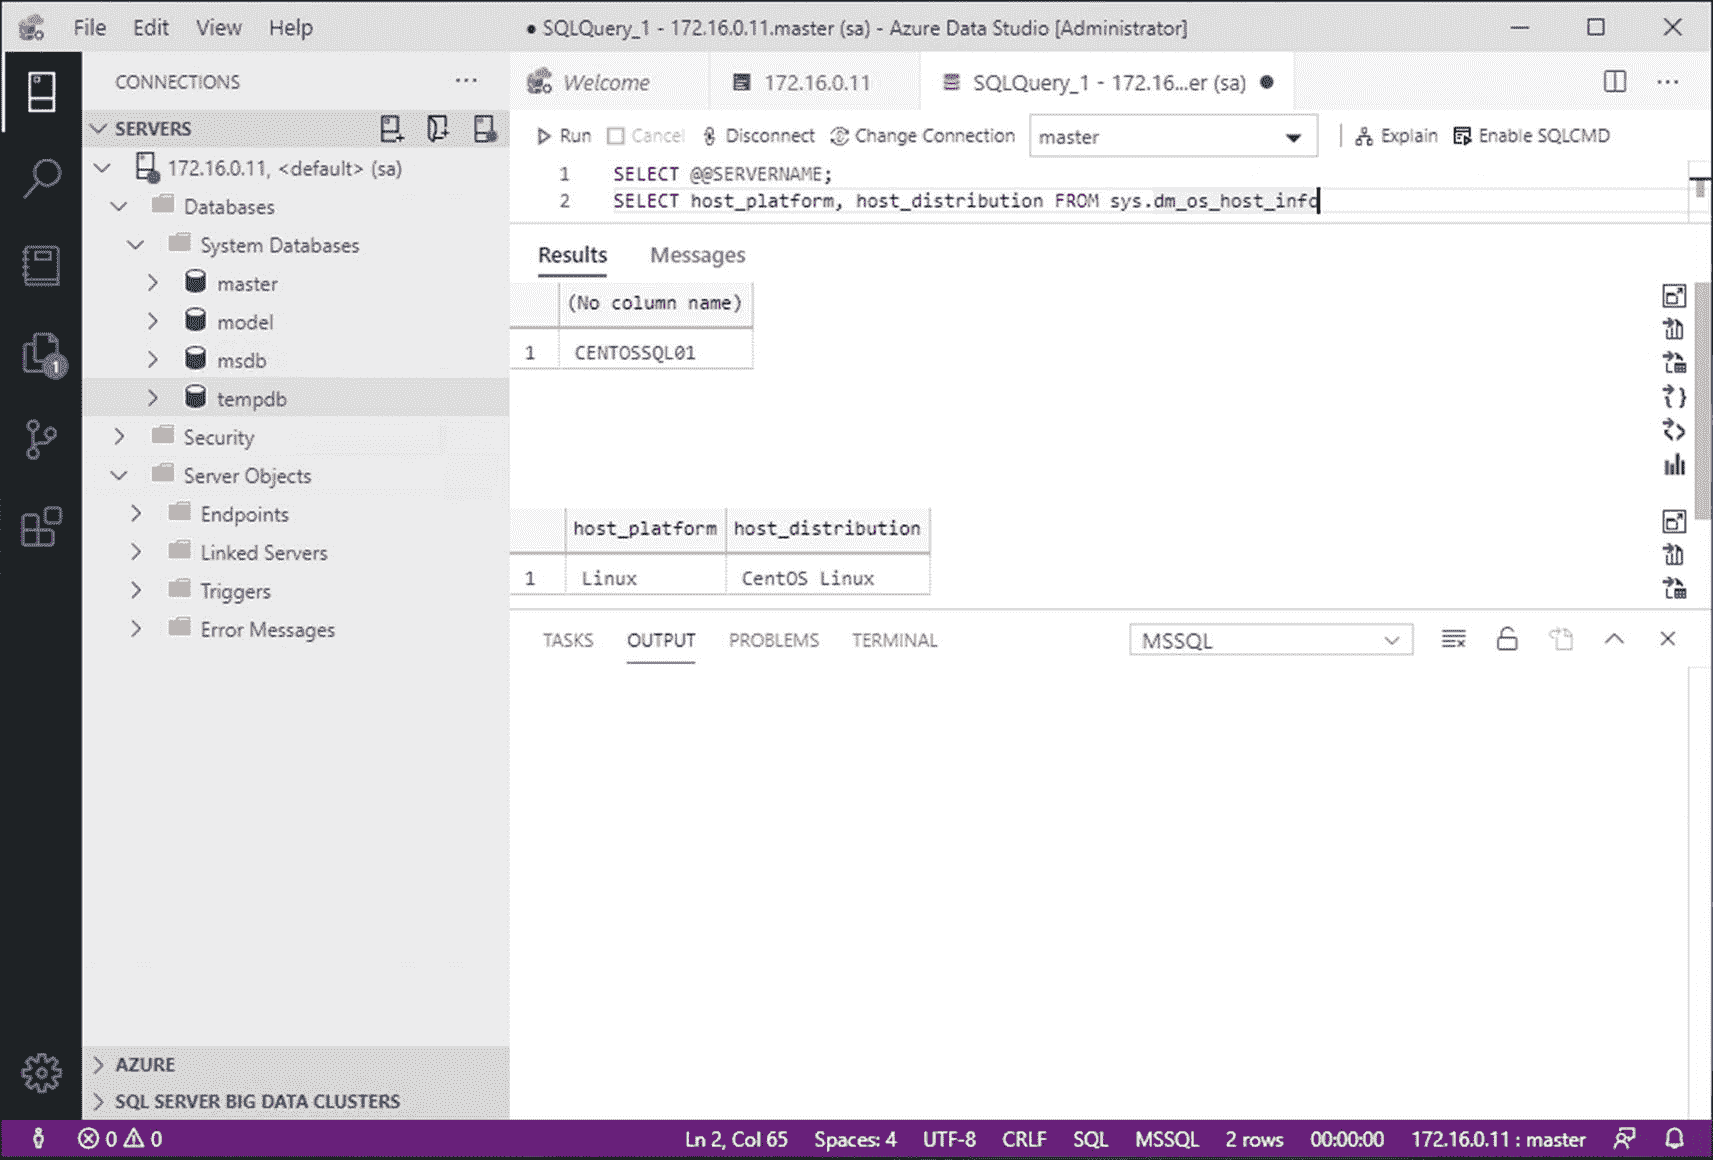 File Edit View Help
● SQLQuery_1 - 172.16.0.11.master (sa) - Azure Data Studio [Administrator]
CONNECTIONS
SERVERS
172.16.0.11, <default> (sa)
Databases
System Databases
master
model
msdb
tempdb
Security
Server Objects
Endpoints
Linked Servers
Triggers
Error Messages
AZURE
SQL SERVER BIG DATA CLUSTERS
1
Welcome
172.16.0.11
SQLQuery_1 - 172.16...er (sa) ●
Run Cancel Disconnect Change Connection master Explain Enable SQLCMD
1 SELECT @@SERVERNAME;
2 SELECT host_platform, host_distribution FROM sys.dm_os_host_info
Results Messages
(No column name)
1 CENTOSSQL01
host_platform host_distribution
1 Linux CentOS Linux
TASKS OUTPUT PROBLEMS TERMINAL MSSQL
0 0 Ln 2, Col 65 Spaces: 4 UTF-8 CRLF SQL MSSQL 2 rows 00:00:00 172.16.0.11 : master